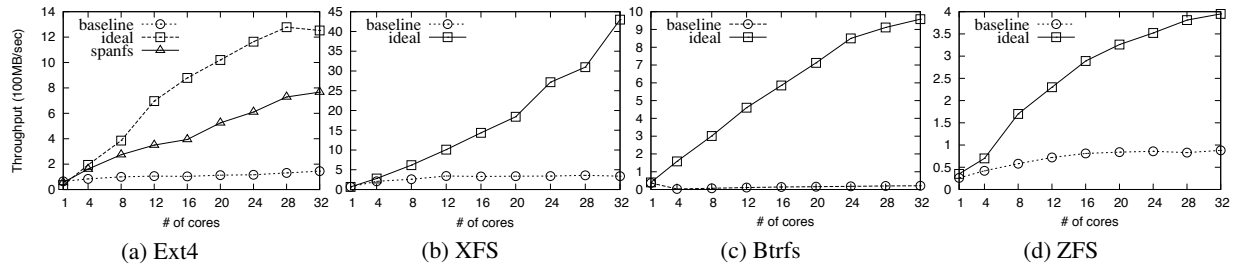 Throughput (100MB/sec)
14
12
10
8
6
4
2
0
baseline
ideal
spanfs
1 4 8 12 16 20 24 28 32
# of cores
(a) Ext4
45
40
35
30
25
20
15
10
5
0
baseline
ideal
1 4 8 12 16 20 24 28 32
# of cores
(b) XFS
10
9
8
7
6
5
4
3
2
1
0
baseline
ideal
1 4 8 12 16 20 24 28 32
# of cores
(c) Btrfs
4
3.5
3
2.5
2
1.5
1
0.5
0
baseline
ideal
1 4 8 12 16 20 24 28 32
# of cores
(d) ZFS